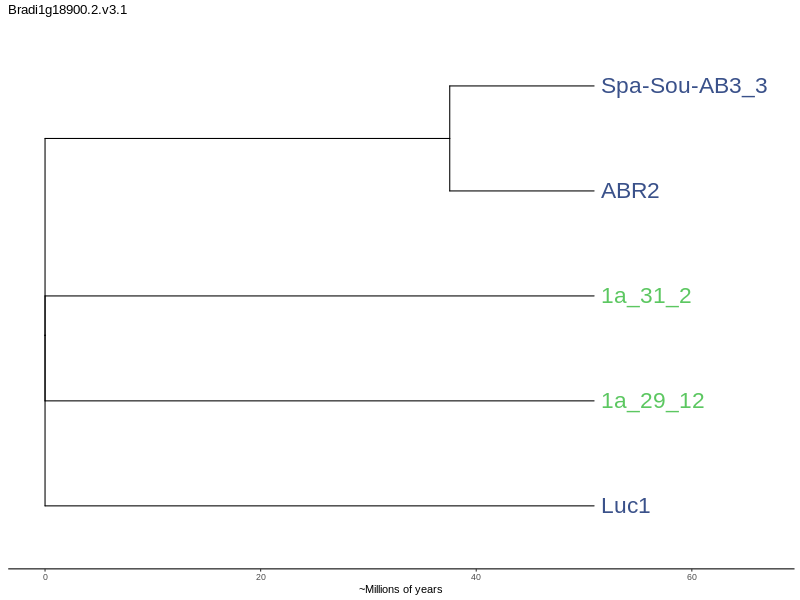 Bradi1g18900.2.v3.1
Spa-Sou-AB3_3
ABR2
1a_31_2
1a_29_12
Luc1
0 20 40 60
~Millions of years